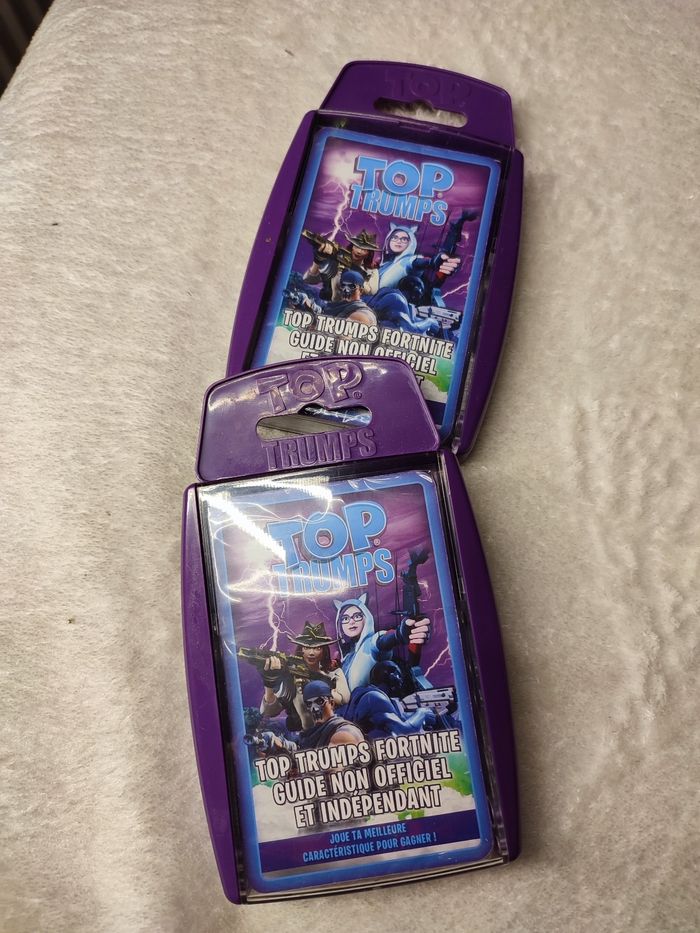 TOP
TOP
TRUMPS
TOP TRUMPS FORTNITE
GUIDE NON OFFICIEL
ET
TOP
TRUMPS
TOP
TRUMPS
TOP TRUMPS FORTNITE
GUIDE NON OFFICIEL
ET INDÉPENDANT
JOUE TA MEILLEURE
CARACTÉRISTIQUE POUR GAGNER !